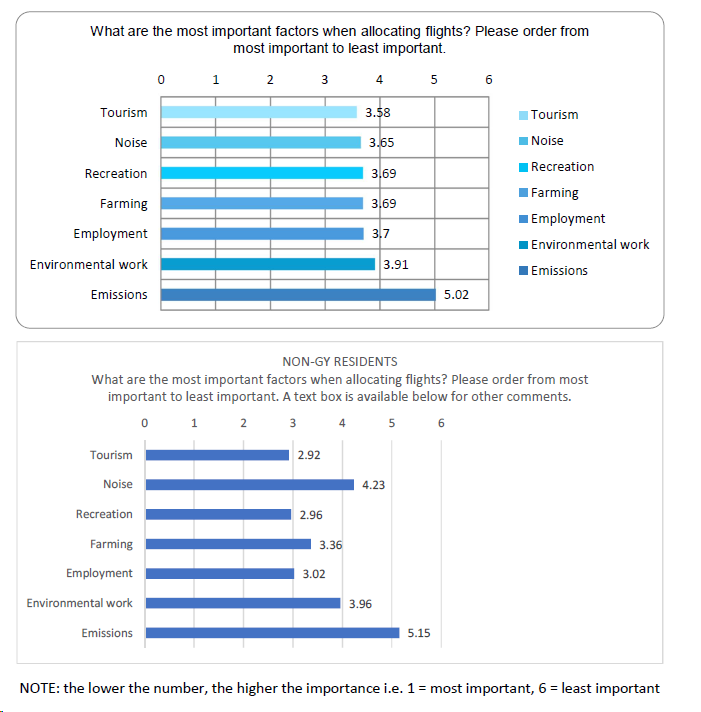 What are the most important factors when allocating flights? Please order from
most important to least important.
0 1 2 3 4 5 6
Tourism 3.58
Noise 3.65
Recreation 3.69
Farming 3.69
Employment 3.7
Environmental work 3.91
Emissions 5.02
Tourism
Noise
Recreation
Farming
Employment
Environmental work
Emissions
NON-GY RESIDENTS
What are the most important factors when allocating flights? Please order from most
important to least important. A text box is available below for other comments.
0 1 2 3 4 5 6
Tourism 2.92
Noise 4.23
Recreation 2.96
Farming 3.36
Employment 3.02
Environmental work 3.96
Emissions 5.15
NOTE: the lower the number, the higher the importance i.e. 1 = most important, 6 = least important